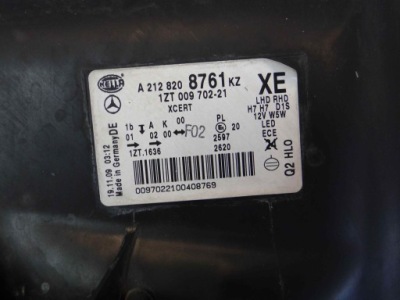 HELLA
A 212 820 8761 KZ
1ZT 009 702-21
XCERT
XE
LHD RHD
H7 H7 D1S
12V W5W
LED
ECE
1b A K 00 PL
01 02 00 F02 20
2597
1ZT.1636 2620
0097022100408769
19.11.09 03:12
Made in Germany DE
Q2 HLO